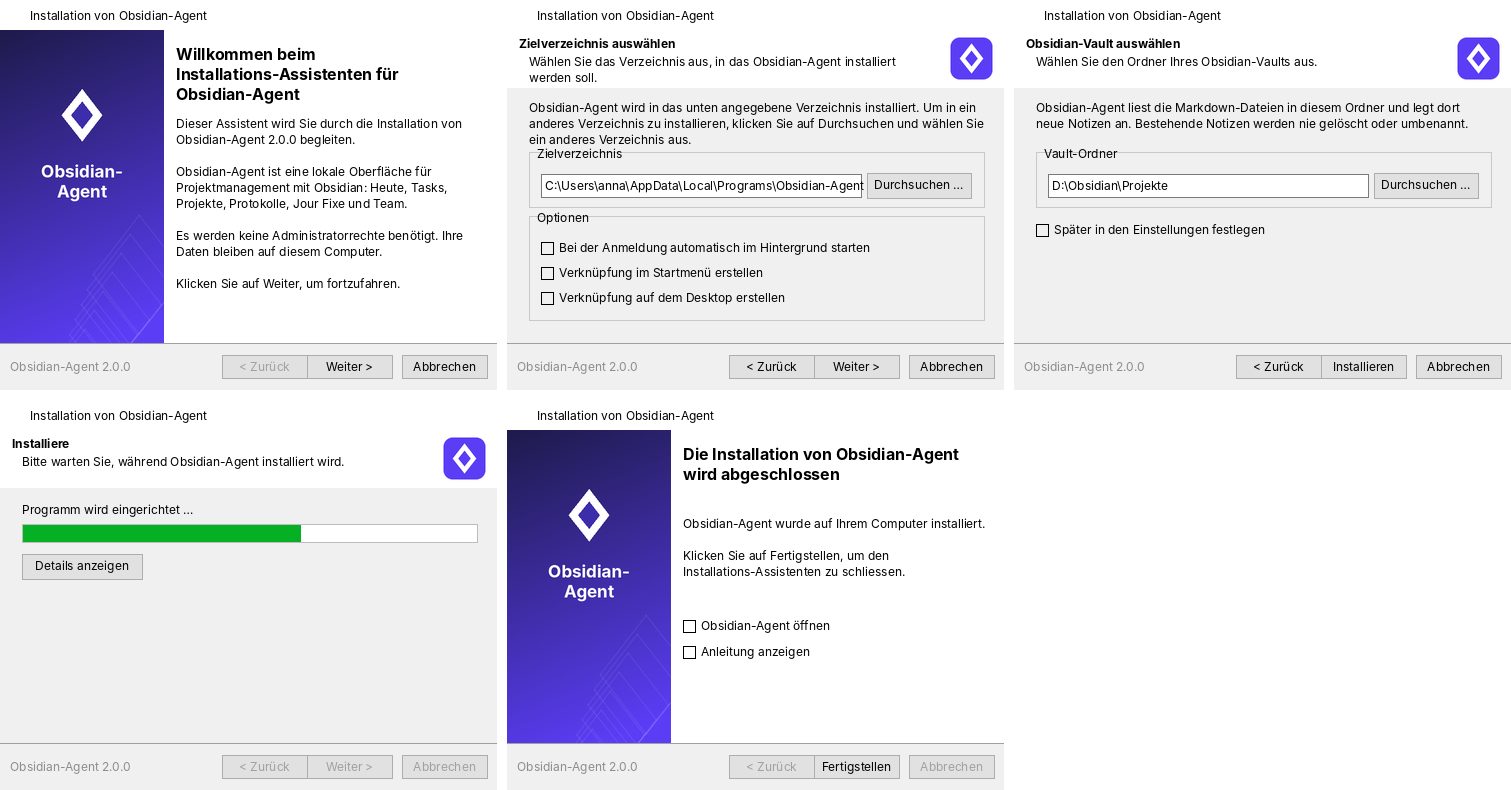 Installation von Obsidian-Agent
Willkommen beim
Installations-Assistenten für
Obsidian-Agent
Dieser Assistent wird Sie durch die Installation von
Obsidian-Agent 2.0.0 begleiten.
Obsidian-Agent ist eine lokale Oberfläche für
Projektmanagement mit Obsidian: Heute, Tasks,
Projekte, Protokolle, Jour Fixe und Team.
Es werden keine Administratorrechte benötigt. Ihre
Daten bleiben auf diesem Computer.
Klicken Sie auf Weiter, um fortzufahren.
Obsidian-
Agent
Obsidian-Agent 2.0.0
< Zurück
Weiter >
Abbrechen
Installation von Obsidian-Agent
Zielverzeichnis auswählen
Wählen Sie das Verzeichnis aus, in das Obsidian-Agent installiert
werden soll.
Obsidian-Agent wird in das unten angegebene Verzeichnis installiert. Um in ein
anderes Verzeichnis zu installieren, klicken Sie auf Durchsuchen und wählen Sie
ein anderes Verzeichnis aus.
Zielverzeichnis
C:\Users\anna\AppData\Local\Programs\Obsidian-Agent
Durchsuchen ...
Optionen
Bei der Anmeldung automatisch im Hintergrund starten
Verknüpfung im Startmenü erstellen
Verknüpfung auf dem Desktop erstellen
Obsidian-Agent 2.0.0
< Zurück
Weiter >
Abbrechen
Installation von Obsidian-Agent
Obsidian-Vault auswählen
Wählen Sie den Ordner Ihres Obsidian-Vaults aus.
Obsidian-Agent liest die Markdown-Dateien in diesem Ordner und legt dort
neue Notizen an. Bestehende Notizen werden nie gelöscht oder umbenannt.
Vault-Ordner
D:\Obsidian\Projekte
Durchsuchen ...
Später in den Einstellungen festlegen
Obsidian-Agent 2.0.0
< Zurück
Installieren
Abbrechen
Installation von Obsidian-Agent
Installiere
Bitte warten Sie, während Obsidian-Agent installiert wird.
Programm wird eingerichtet ...
Details anzeigen
Obsidian-Agent 2.0.0
< Zurück
Weiter >
Abbrechen
Installation von Obsidian-Agent
Obsidian-
Agent
Die Installation von Obsidian-Agent
wird abgeschlossen
Obsidian-Agent wurde auf Ihrem Computer installiert.
Klicken Sie auf Fertigstellen, um den
Installations-Assistenten zu schliessen.
Obsidian-Agent öffnen
Anleitung anzeigen
Obsidian-Agent 2.0.0
< Zurück
Fertigstellen
Abbrechen